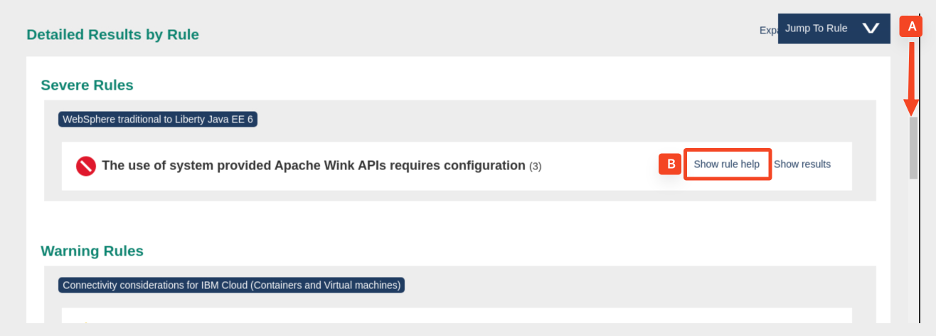 Detailed Results by Rule
Jump To Rule
A
Severe Rules
WebSphere traditional to Liberty Java EE 6
The use of system provided Apache Wink APIs requires configuration (3)
B
Show rule help
Show results
Warning Rules
Connectivity considerations for IBM Cloud (Containers and Virtual machines)